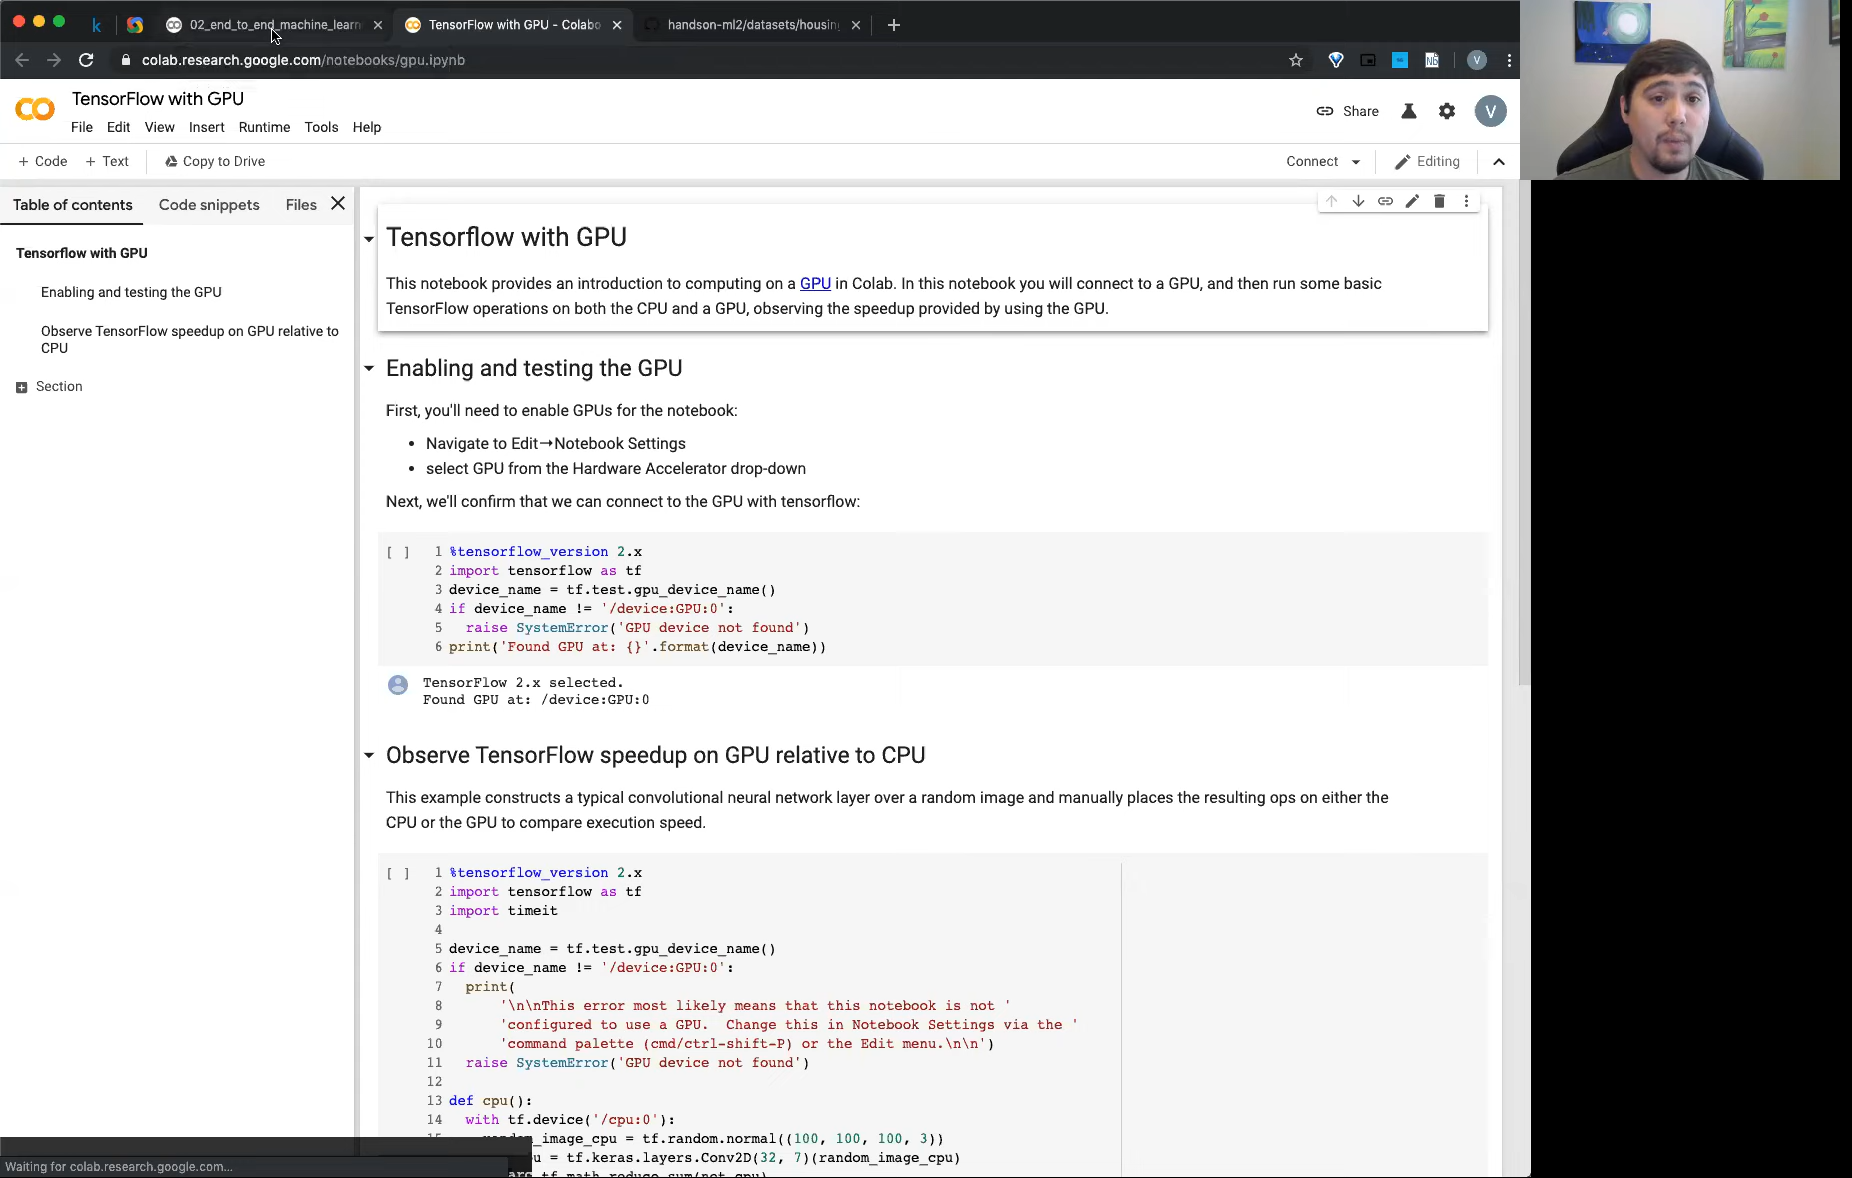 02_end_to_end_machine_learn
TensorFlow with GPU - Colabo
handson-ml2/datasets/housin
colab.research.google.com/notebooks/gpu.ipynb
V
TensorFlow with GPU
File Edit View Insert Runtime Tools Help
Share
V
+ Code + Text Copy to Drive
Connect Editing
Table of contents Code snippets Files
Tensorflow with GPU
Enabling and testing the GPU
Observe TensorFlow speedup on GPU relative to
CPU
Section
Tensorflow with GPU
This notebook provides an introduction to computing on a GPU in Colab. In this notebook you will connect to a GPU, and then run some basic
TensorFlow operations on both the CPU and a GPU, observing the speedup provided by using the GPU.
Enabling and testing the GPU
First, you'll need to enable GPUs for the notebook:
• Navigate to Edit→Notebook Settings
• select GPU from the Hardware Accelerator drop-down
Next, we'll confirm that we can connect to the GPU with tensorflow:
[ ] 1 %tensorflow_version 2.x
2 import tensorflow as tf
3 device_name = tf.test.gpu_device_name()
4 if device_name != '/device:GPU:0':
5   raise SystemError('GPU device not found')
6 print('Found GPU at: {}'.format(device_name))
TensorFlow 2.x selected.
Found GPU at: /device:GPU:0
Observe TensorFlow speedup on GPU relative to CPU
This example constructs a typical convolutional neural network layer over a random image and manually places the resulting ops on either the
CPU or the GPU to compare execution speed.
[ ] 1 %tensorflow_version 2.x
2 import tensorflow as tf
3 import timeit
4
5 device_name = tf.test.gpu_device_name()
6 if device_name != '/device:GPU:0':
7   print(
8       '\n\nThis error most likely means that this notebook is not '
9       'configured to use a GPU.  Change this in Notebook Settings via the '
10       'command palette (cmd/ctrl-shift-P) or the Edit menu.\n\n')
11   raise SystemError('GPU device not found')
12
13 def cpu():
14   with tf.device('/cpu:0'):
_image_cpu = tf.random.normal((100, 100, 100, 3))
= tf.keras.layers.Conv2D(32, 7)(random_image_cpu)
Waiting for colab.research.google.com...